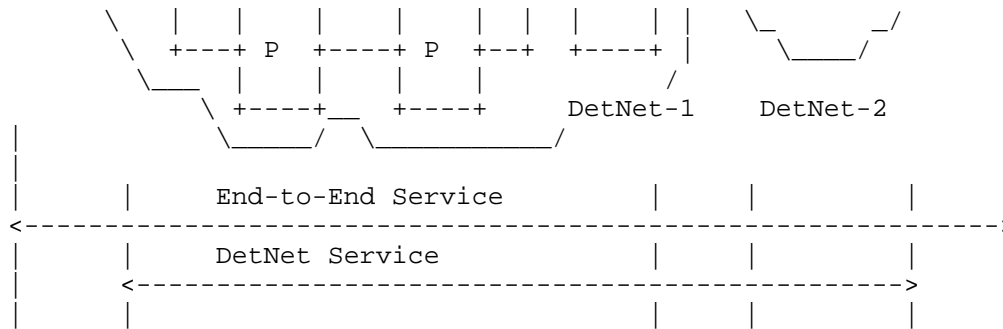 P P
DetNet-1 DetNet-2
End-to-End Service
DetNet Service